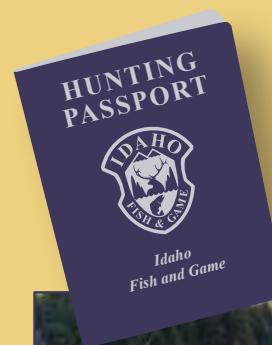 HUNTING
PASSPORT
IDAHO
FISH & GAME
Idaho
Fish and Game